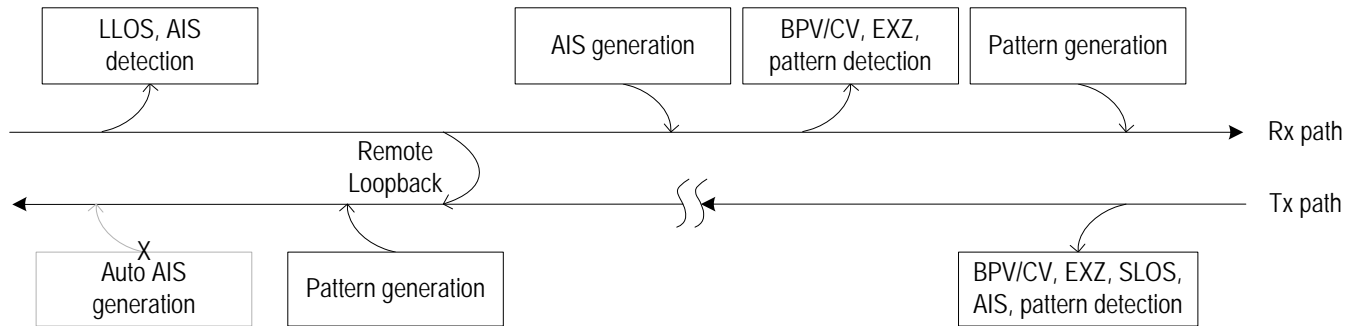 LLOS, AIS
detection
AIS generation
BPV/CV, EXZ,
pattern detection
Pattern generation
Rx path
Remote
Loopback
Tx path
X
Auto AIS
generation
Pattern generation
BPV/CV, EXZ, SLOS,
AIS, pattern detection